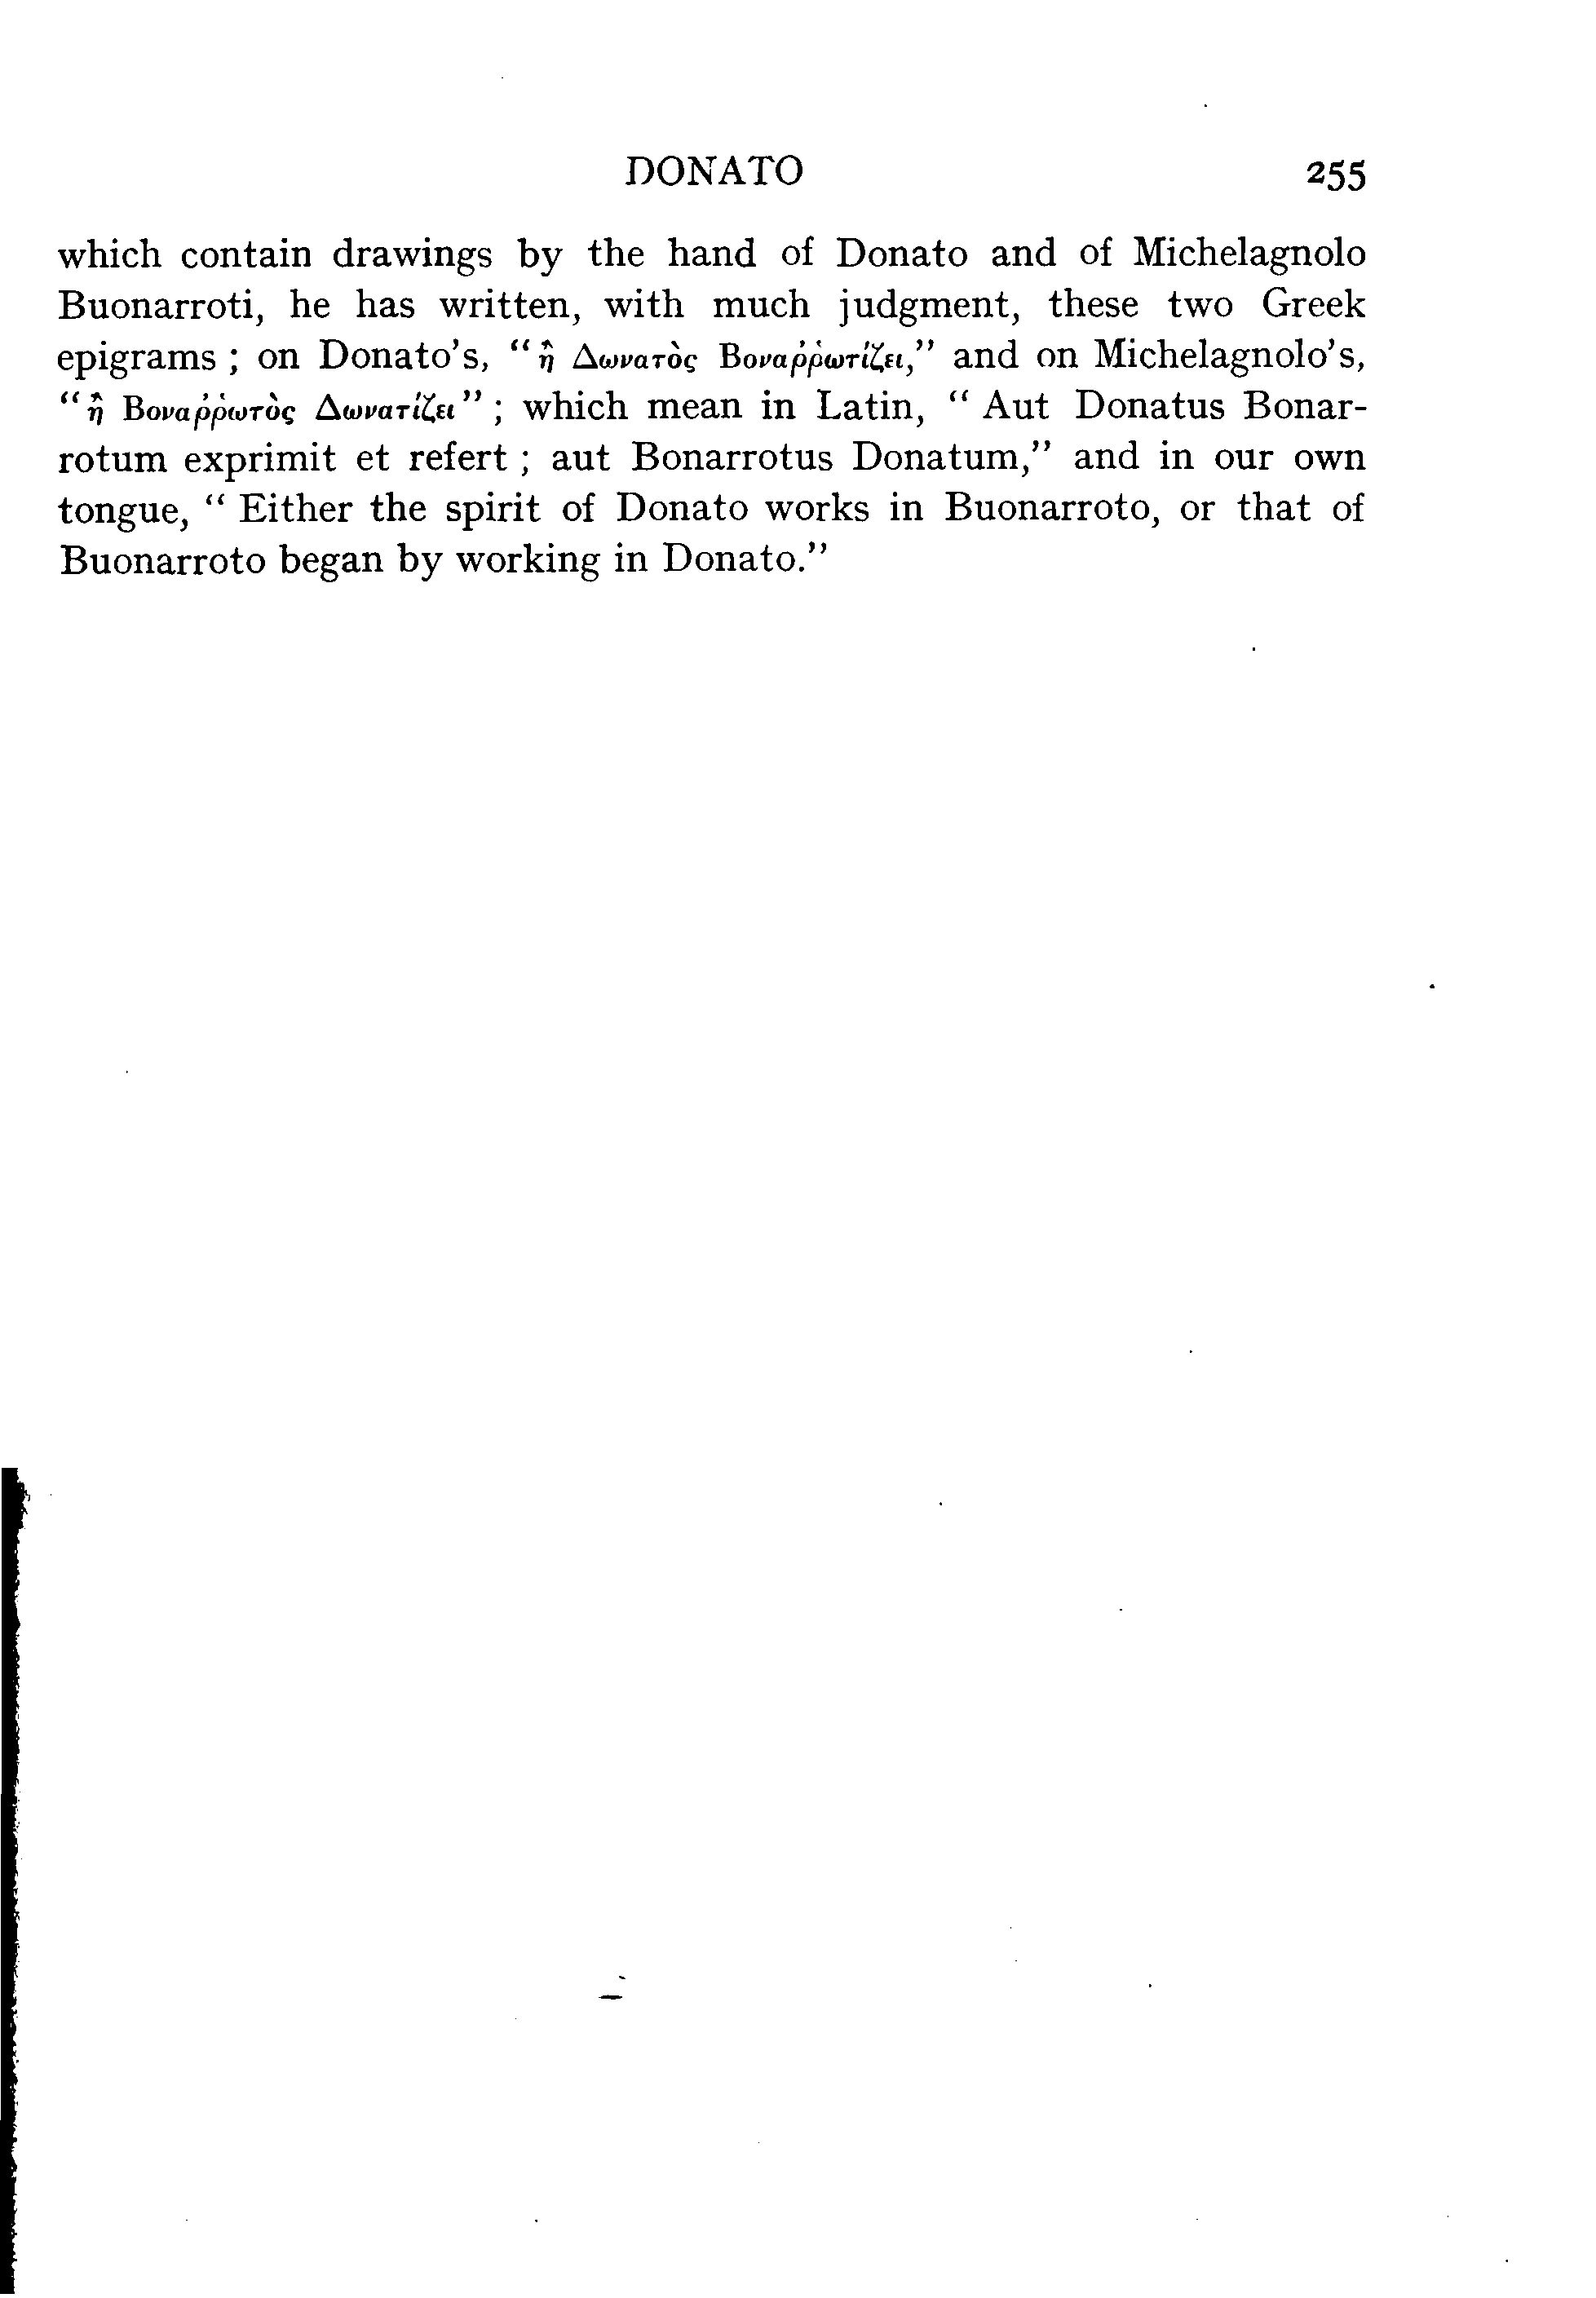 DONATO 255
which contain drawings by the hand of Donato and of Michelagnolo
Buonarroti, he has written, with much judgment, these two Greek
epigrams ; on Donato's, “ἢ Δωνατὸς Βοναῤῥωτίζει,” and on Michelagnolo's,
“ἢ Βοναῤῥωτὸς Δωνατίζει” ; which mean in Latin, “ Aut Donatus Bonar-
rotum exprimit et refert ; aut Bonarrotus Donatum,” and in our own
tongue, “ Either the spirit of Donato works in Buonarroto, or that of
Buonarroto began by working in Donato.”